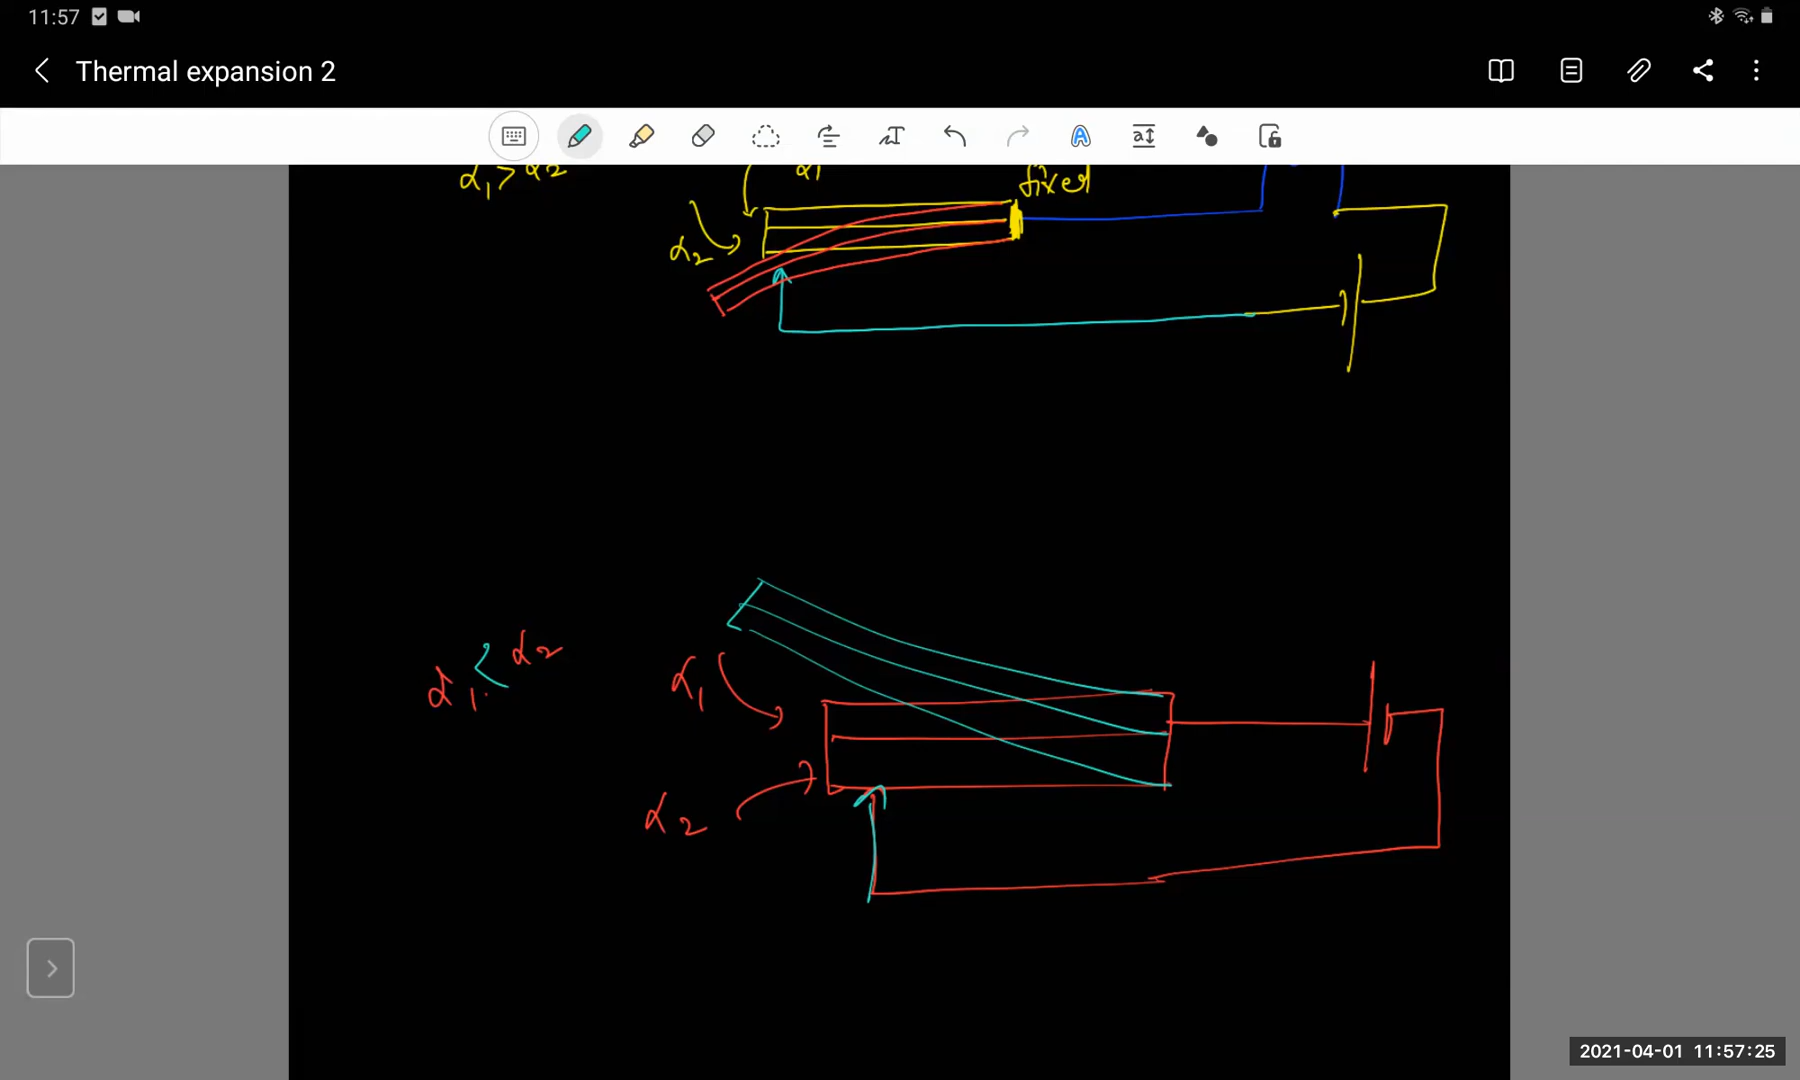 11:57
Thermal expansion 2
α1 > α2
α1
fixed
α2
α1 < α2
α1
α2
2021-04-01 11:57:25